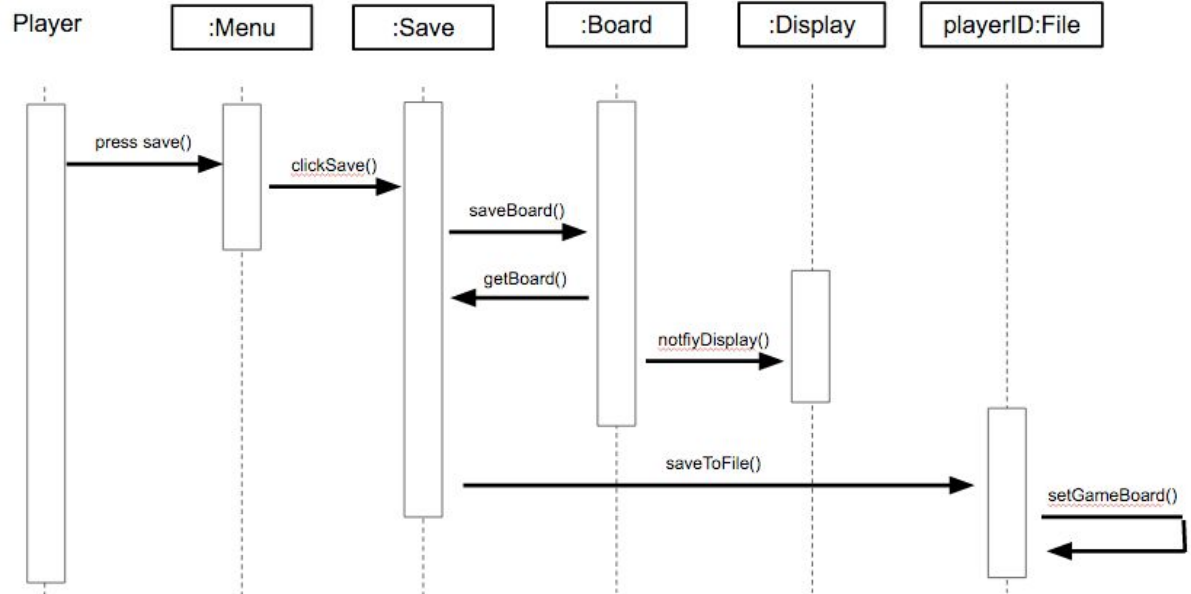 Player
:Menu
:Save
:Board
:Display
playerID:File
press save()
clickSave()
saveBoard()
getBoard()
notfiyDisplay()
saveToFile()
setGameBoard()